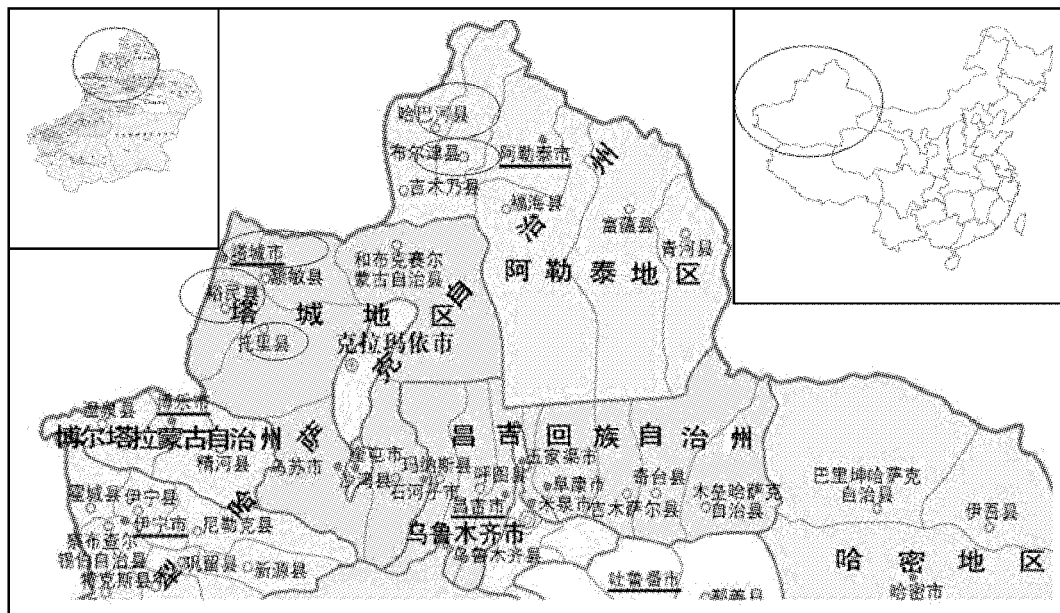 哈巴河县
布尔津县
阿勒泰市
吉木乃县
福海县
富蕴县
青河县
阿勒泰地区
塔城市
额敏县
和布克赛尔
蒙古自治县
裕民县
塔城地区
托里县
克拉玛依市
哈萨克自治州
温泉县
博乐市
博尔塔拉蒙古自治州
精河县
乌苏市
奎屯市
沙湾县
玛纳斯县
石河子市
呼图县
昌吉市
昌吉回族自治州
五家渠市
阜康市
米泉市
奇台县
吉木萨尔县
木垒哈萨克
自治县
巴里坤哈萨克
自治县
伊吾县
霍城县
伊宁县
伊宁市
尼勒克县
察布查尔
锡伯自治县
特克斯县
巩留县
新源县
犁
乌鲁木齐市
乌鲁木齐县
吐鲁番市
鄯善县
哈密地区
哈密市